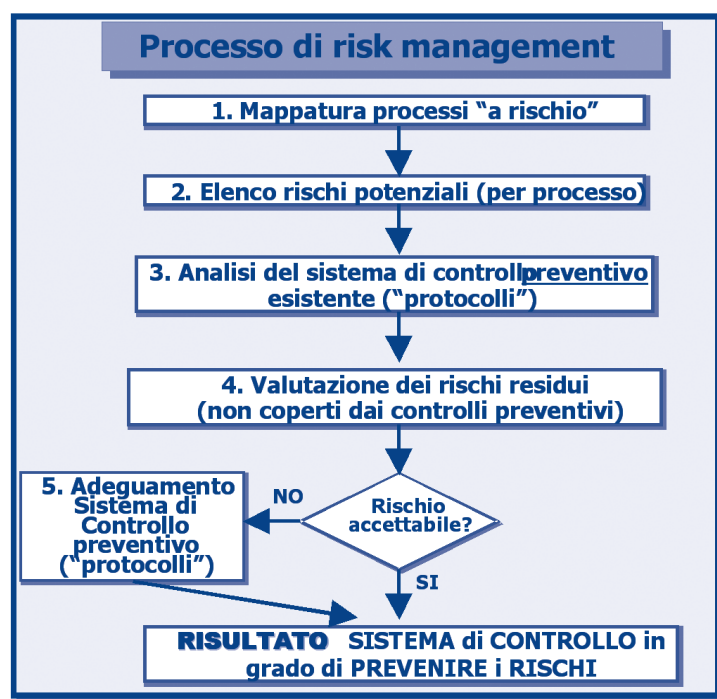 Processo di risk management
1. Mappatura processi “a rischio”
2. Elenco rischi potenziali (per processo)
3. Analisi del sistema di controllo preventivo
esistente (“protocolli”)
4. Valutazione dei rischi residui
(non coperti dai controlli preventivi)
Rischio
accettabile?
NO
5. Adeguamento
Sistema di
Controllo
preventivo
(“protocolli”)
SI
RISULTATO SISTEMA di CONTROLLO in
grado di PREVENIRE i RISCHI